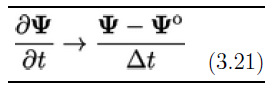 ∂Ψ/∂t → (Ψ − Ψ°)/Δt (3.21)